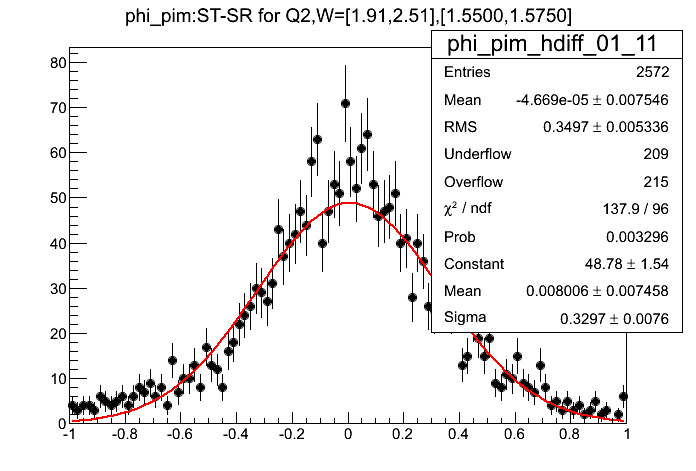 phi_pim:ST-SR for Q2,W=[1.91,2.51],[1.5500,1.5750]
phi_pim_hdiff_01_11
Entries 2572
Mean -4.669e-05 ± 0.007546
RMS 0.3497 ± 0.005336
Underflow 209
Overflow 215
χ² / ndf 137.9 / 96
Prob 0.003296
Constant 48.78 ± 1.54
Mean 0.008006 ± 0.007458
Sigma 0.3297 ± 0.0076
80
70
60
50
40
30
20
10
0
-1 -0.8 -0.6 -0.4 -0.2 0 0.2 0.4 0.6 0.8 1